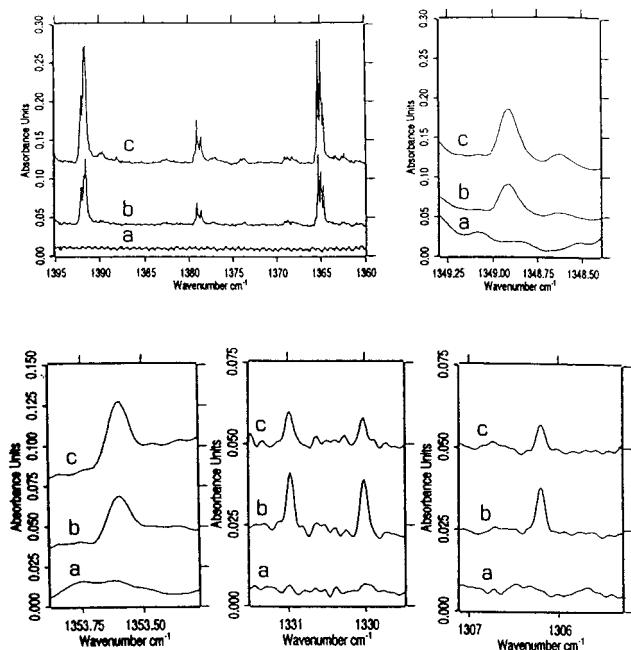 0.30
0.25
0.20
0.15
0.10
0.05
0.00
Absorbance Units
c
b
a
1395 1390 1385 1380 1375 1370 1365 1360
Wavenumber cm-1
0.30
0.25
0.20
0.15
0.10
0.05
0.00
Absorbance Units
c
b
a
1349.25 1349.00 1348.75 1348.50
Wavenumber cm-1
0.150
0.125
0.100
0.075
0.050
0.025
0.000
Absorbance Units
c
b
a
1353.75 1353.50
Wavenumber cm-1
0.075
0.050
0.025
0.000
Absorbance Units
c
b
a
1331 1330
Wavenumber cm-1
0.075
0.050
0.025
0.000
Absorbance Units
c
b
a
1307 1306
Wavenumber cm-1